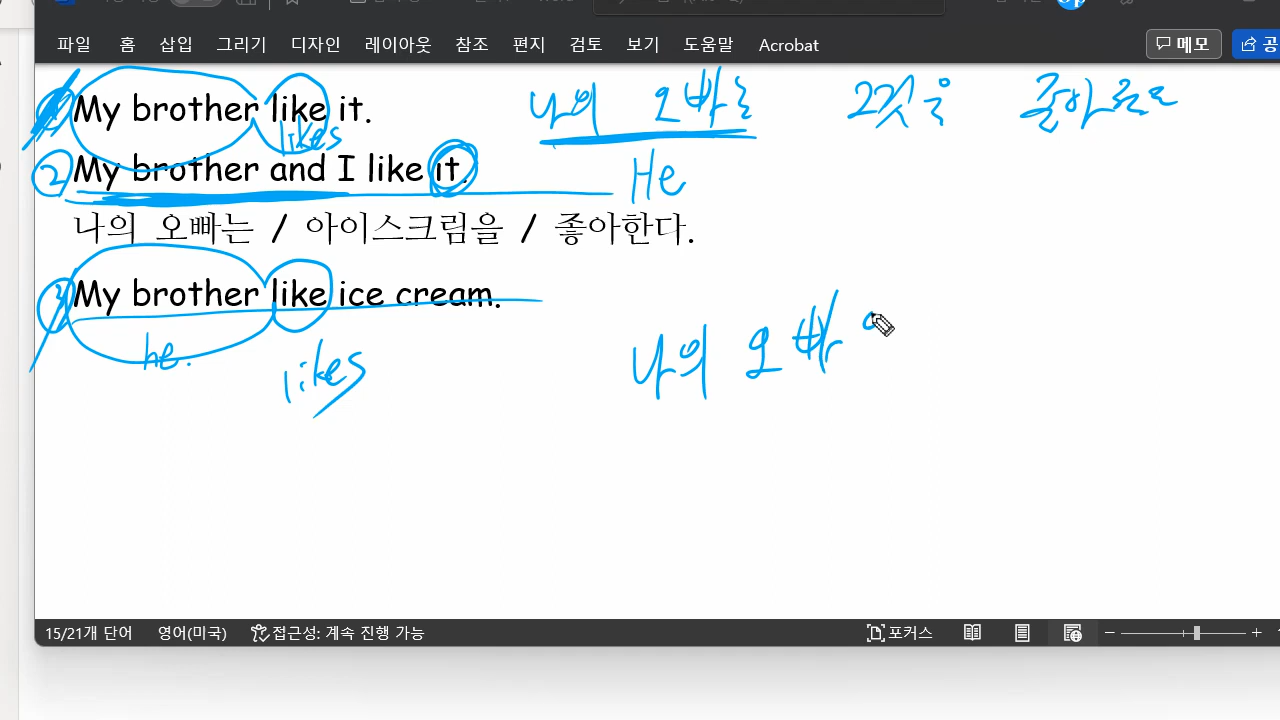 파일 홈 삽입 그리기 디자인 레이아웃 참조 편지 검토 보기 도움말 Acrobat 메모
My brother like it. 나의 오빠는 그것을
likes
② My brother and I like it. He
나의 오빠는 / 아이스크림을 / 좋아한다.
My brother like ice cream.
he.
likes 나의 오빠
15/21개 단어 영어(미국) 접근성: 계속 진행 가능 포커스